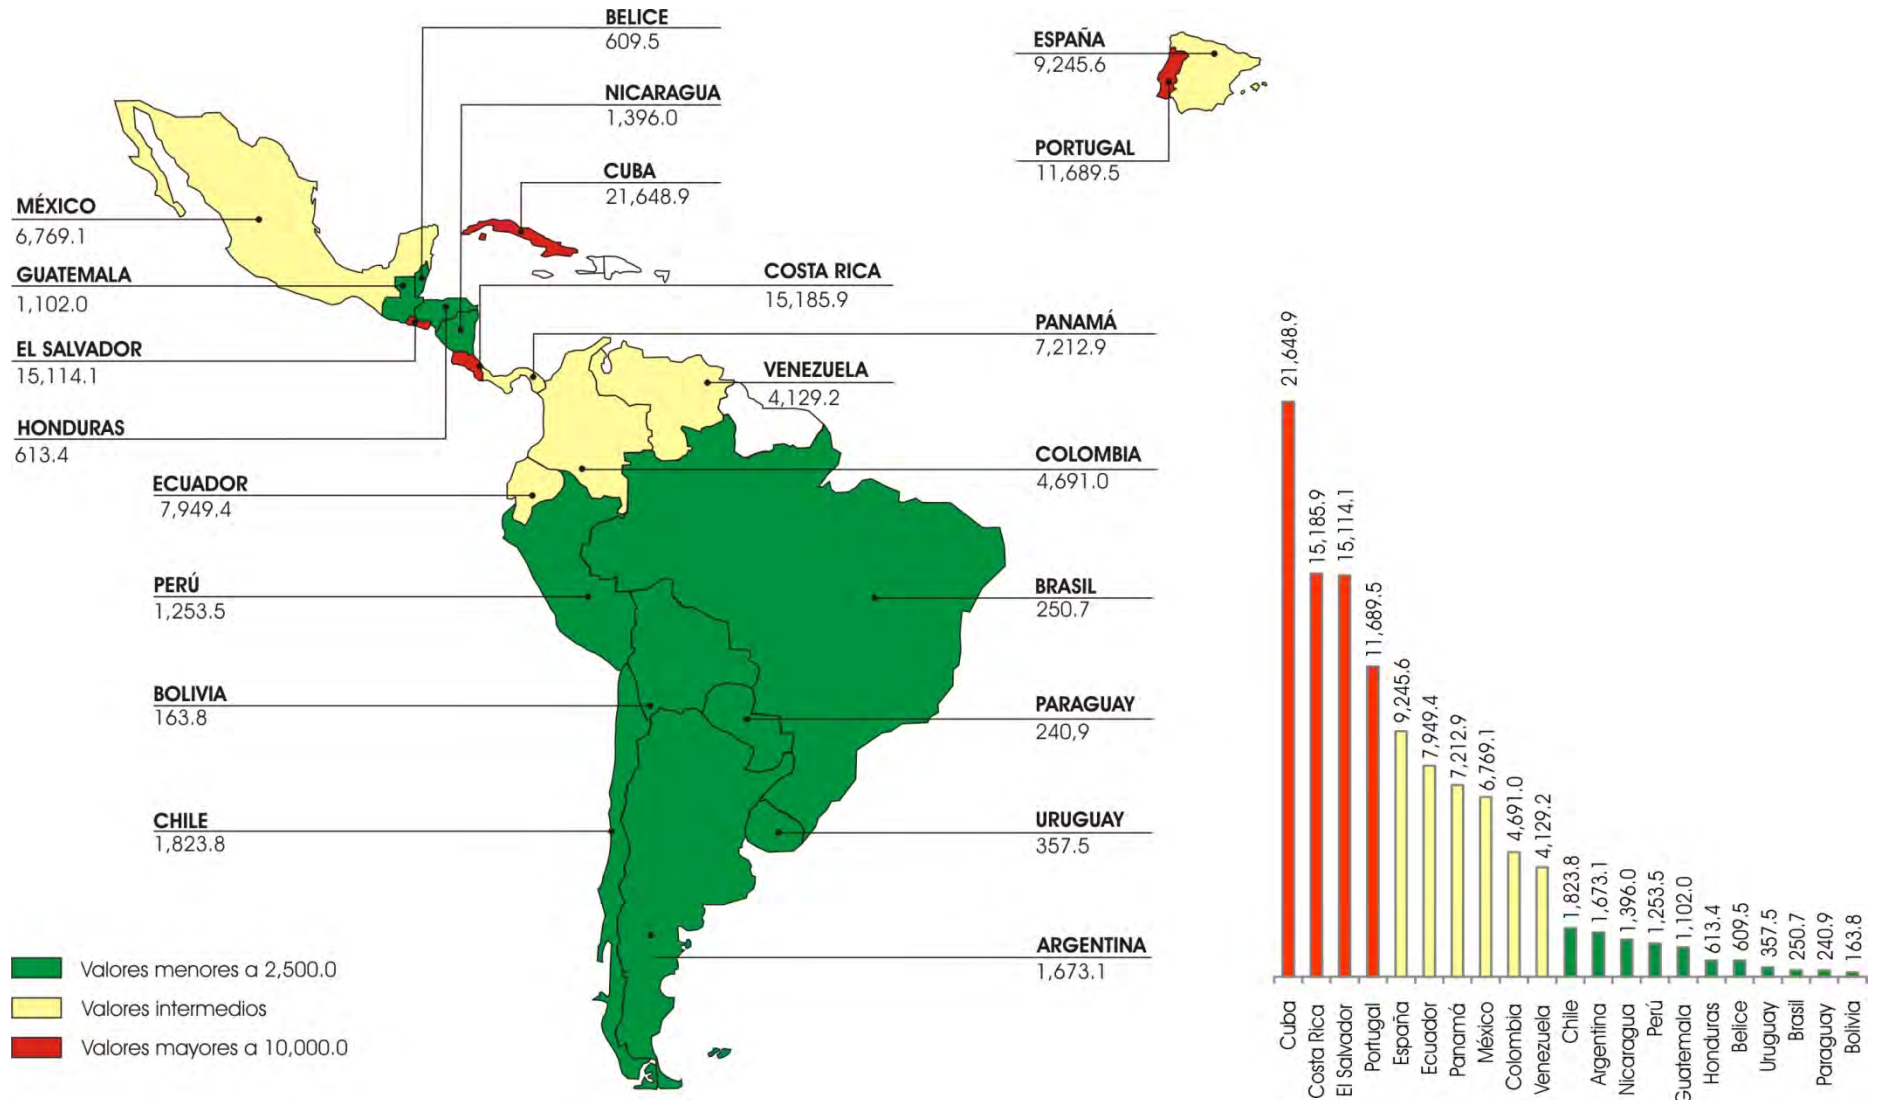 BELICE
609.5
NICARAGUA
1,396.0
CUBA
21,648.9
MÉXICO
6,769.1
GUATEMALA
1,102.0
EL SALVADOR
15,114.1
HONDURAS
613.4
COSTA RICA
15,185.9
PANAMÁ
7,212.9
VENEZUELA
4,129.2
COLOMBIA
4,691.0
ECUADOR
7,949.4
PERÚ
1,253.5
BRASIL
250.7
BOLIVIA
163.8
PARAGUAY
240,9
CHILE
1,823.8
URUGUAY
357.5
ARGENTINA
1,673.1
ESPAÑA
9,245.6
PORTUGAL
11,689.5
Valores menores a 2,500.0
Valores intermedios
Valores mayores a 10,000.0
21,648.9
15,185.9
15,114.1
11,689.5
9,245.6
7,949.4
7,212.9
6,769.1
4,691.0
4,129.2
1,823.8
1,673.1
1,396.0
1,253.5
1,102.0
613.4
609.5
357.5
250.7
240.9
163.8
Cuba
Costa Rica
El Salvador
Portugal
España
Ecuador
Panamá
México
Colombia
Venezuela
Chile
Argentina
Nicaragua
Perú
Guatemala
Honduras
Belice
Uruguay
Brasil
Paraguay
Bolivia